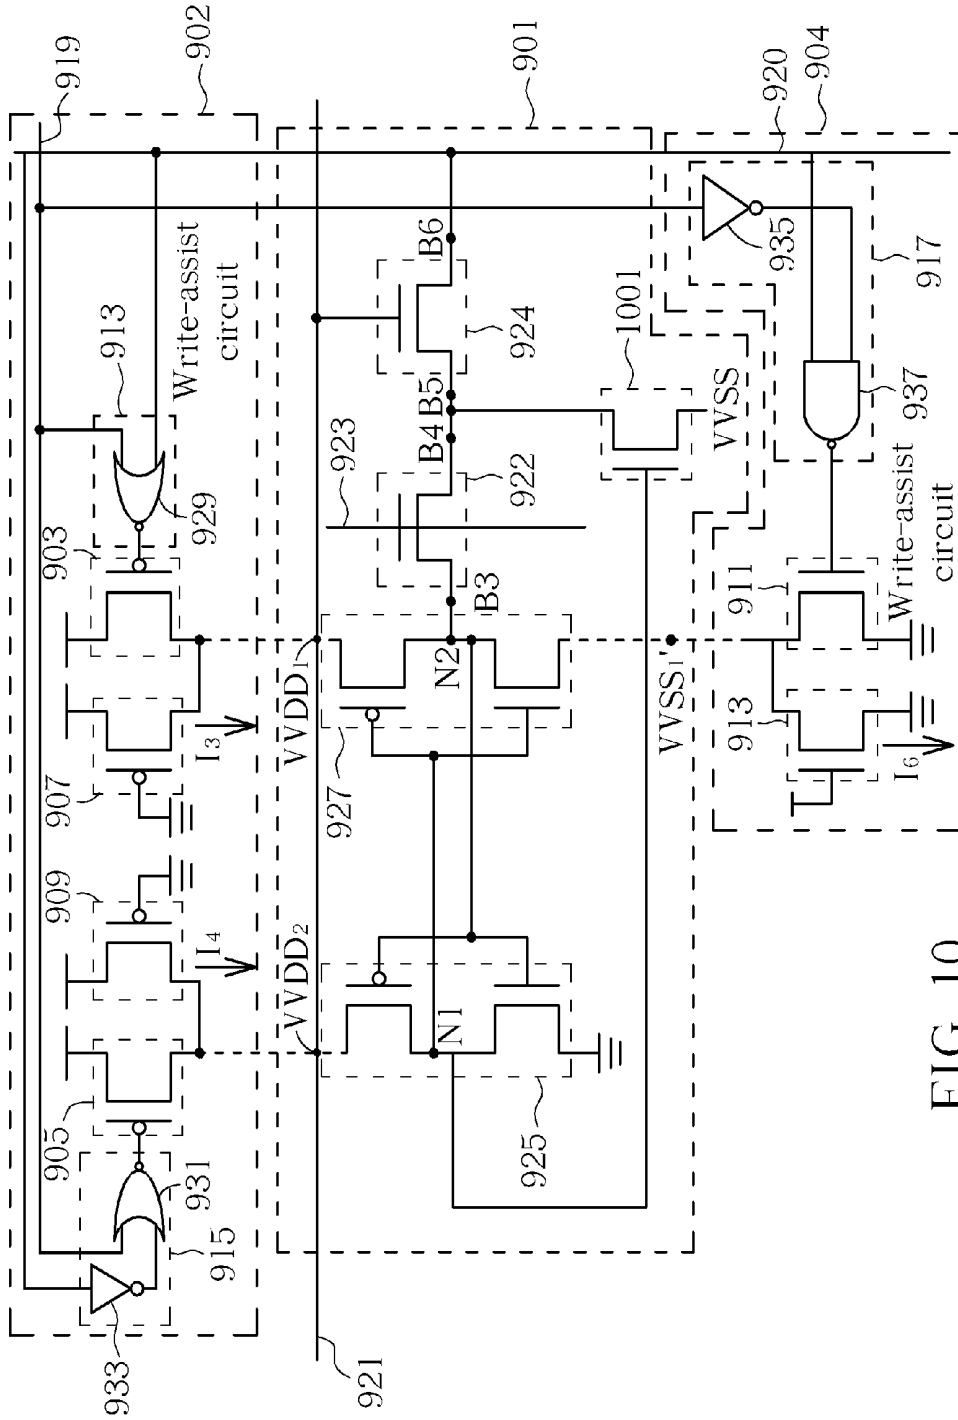 902
919
Write-assist
circuit
913
929
903
907
I3
909
I4
905
931
915
933
901
921
VVDD1
VVDD2
B6
924
B5
B4
923
922
B3
N2
927
N1
925
1001
VVSS
VVSS1'
904
920
935
917
937
Write-assist
circuit
911
913
I6
FIG. 10